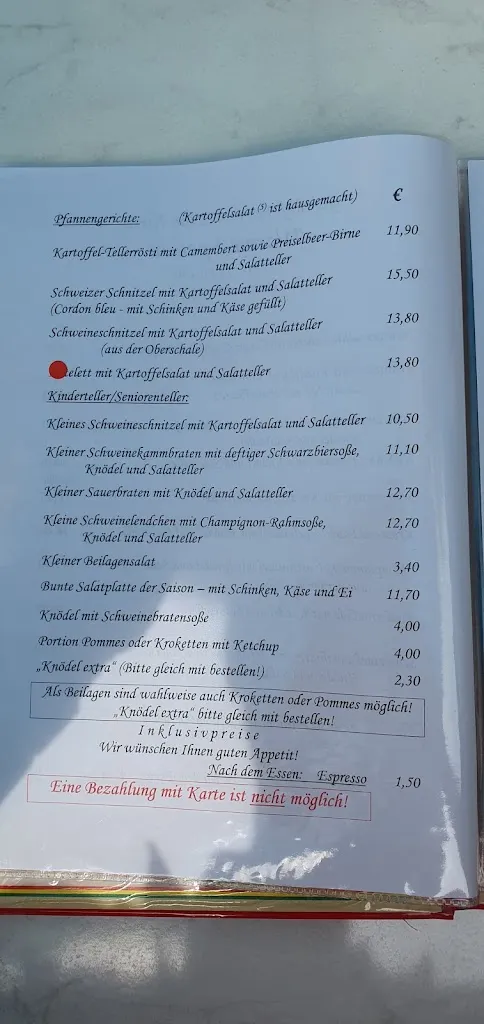 Pfannengerichte: (Kartoffelsalat (5) ist hausgemacht) €
Kartoffel-Tellerrösti mit Camembert sowie Preiselbeer-Birne 11,90
und Salatteller
Schweizer Schnitzel mit Kartoffelsalat und Salatteller 15,50
(Cordon bleu - mit Schinken und Käse gefüllt)
Schweineschnitzel mit Kartoffelsalat und Salatteller 13,80
(aus der Oberschale)
elett mit Kartoffelsalat und Salatteller 13,80
Kinderteller/Seniorenteller:
Kleines Schweineschnitzel mit Kartoffelsalat und Salatteller 10,50
Kleiner Schweinekammbraten mit deftiger Schwarzbiersoße, 11,10
Knödel und Salatteller
Kleiner Sauerbraten mit Knödel und Salatteller 12,70
Kleine Schweinelendchen mit Champignon-Rahmsoße, 12,70
Knödel und Salatteller
Kleiner Beilagensalat 3,40
Bunte Salatplatte der Saison – mit Schinken, Käse und Ei 11,70
Knödel mit Schweinebratensoße 4,00
Portion Pommes oder Kroketten mit Ketchup 4,00
„Knödel extra“ (Bitte gleich mit bestellen!) 2,30
Als Beilagen sind wahlweise auch Kroketten oder Pommes möglich!
„Knödel extra“ bitte gleich mit bestellen!
Inklusivpreise
Wir wünschen Ihnen guten Appetit!
Nach dem Essen: Espresso 1,50
Eine Bezahlung mit Karte ist nicht möglich!